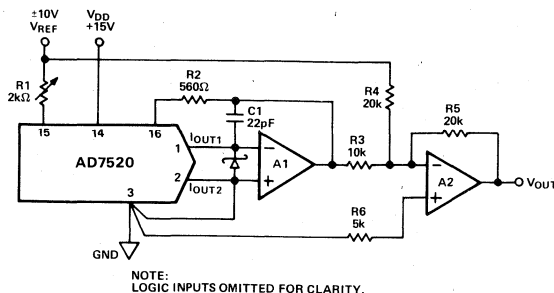 ±10V
VREF
VDD
+15V
R1
2kΩ
R2
560Ω
C1
22pF
R4
20k
R5
20k
15
14
16
1
IOUT1
A1
R3
10k
A2
VOUT
AD7520
2
IOUT2
3
R6
5k
GND
NOTE:
LOGIC INPUTS OMITTED FOR CLARITY.